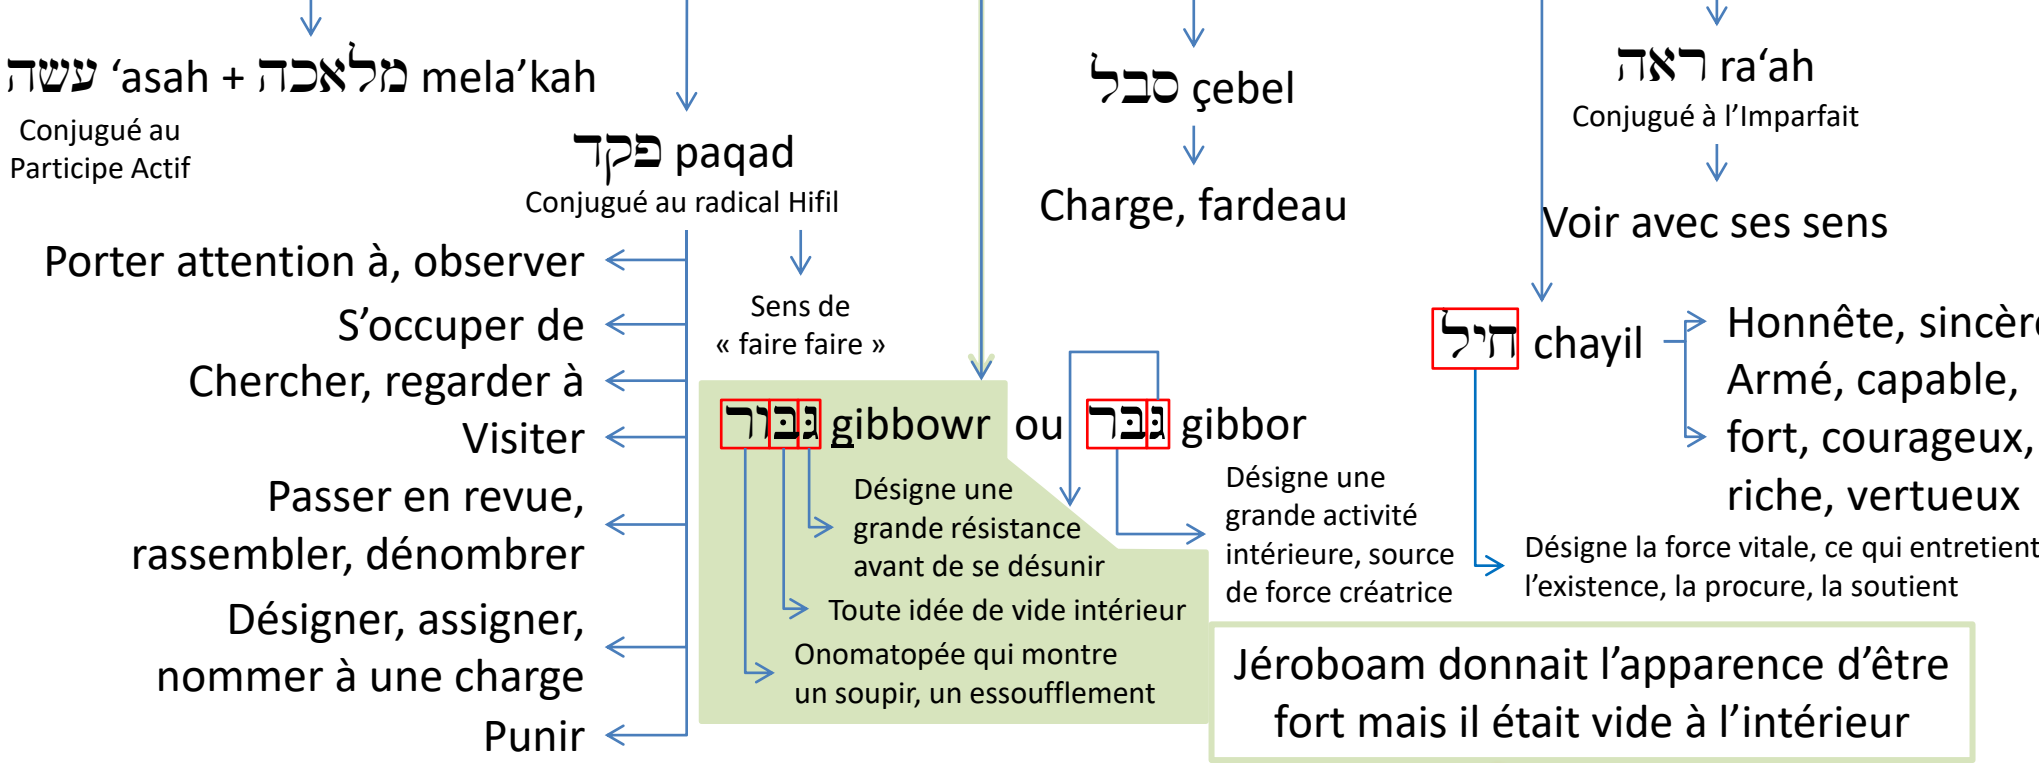 עשה ‘asah + מלאכה mela’kah
Conjugué au
Participe Actif
פקד paqad
Conjugué au radical Hifil
Porter attention à, observer
S’occuper de
Chercher, regarder à
Visiter
Passer en revue,
rassembler, dénombrer
Désigner, assigner,
nommer à une charge
Punir
Sens de
« faire faire »
סבל çebel
Charge, fardeau
ראה ra‘ah
Conjugué à l’Imparfait
Voir avec ses sens
חיל chayil
Honnête, sincère
Armé, capable,
fort, courageux,
riche, vertueux
Désigne la force vitale, ce qui entretient
l’existence, la procure, la soutient
גּבּור gibbowr ou גּבּר gibbor
Désigne une
grande résistance
avant de se désunir
Toute idée de vide intérieur
Onomatopée qui montre
un soupir, un essoufflement
Désigne une
grande activité
intérieure, source
de force créatrice
Jéroboam donnait l’apparence d’être
fort mais il était vide à l’intérieur